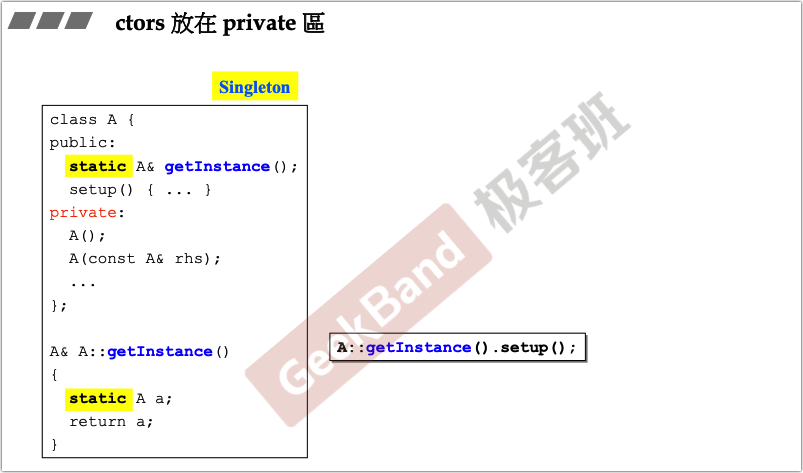 ctors 放在 private 區
Singleton
class A {
public:
static A& getInstance();
setup() { ... }
private:
A();
A(const A& rhs);
...
};
A& A::getInstance()
{
static A a;
return a;
}
A::getInstance().setup();
GeekBand 极客班